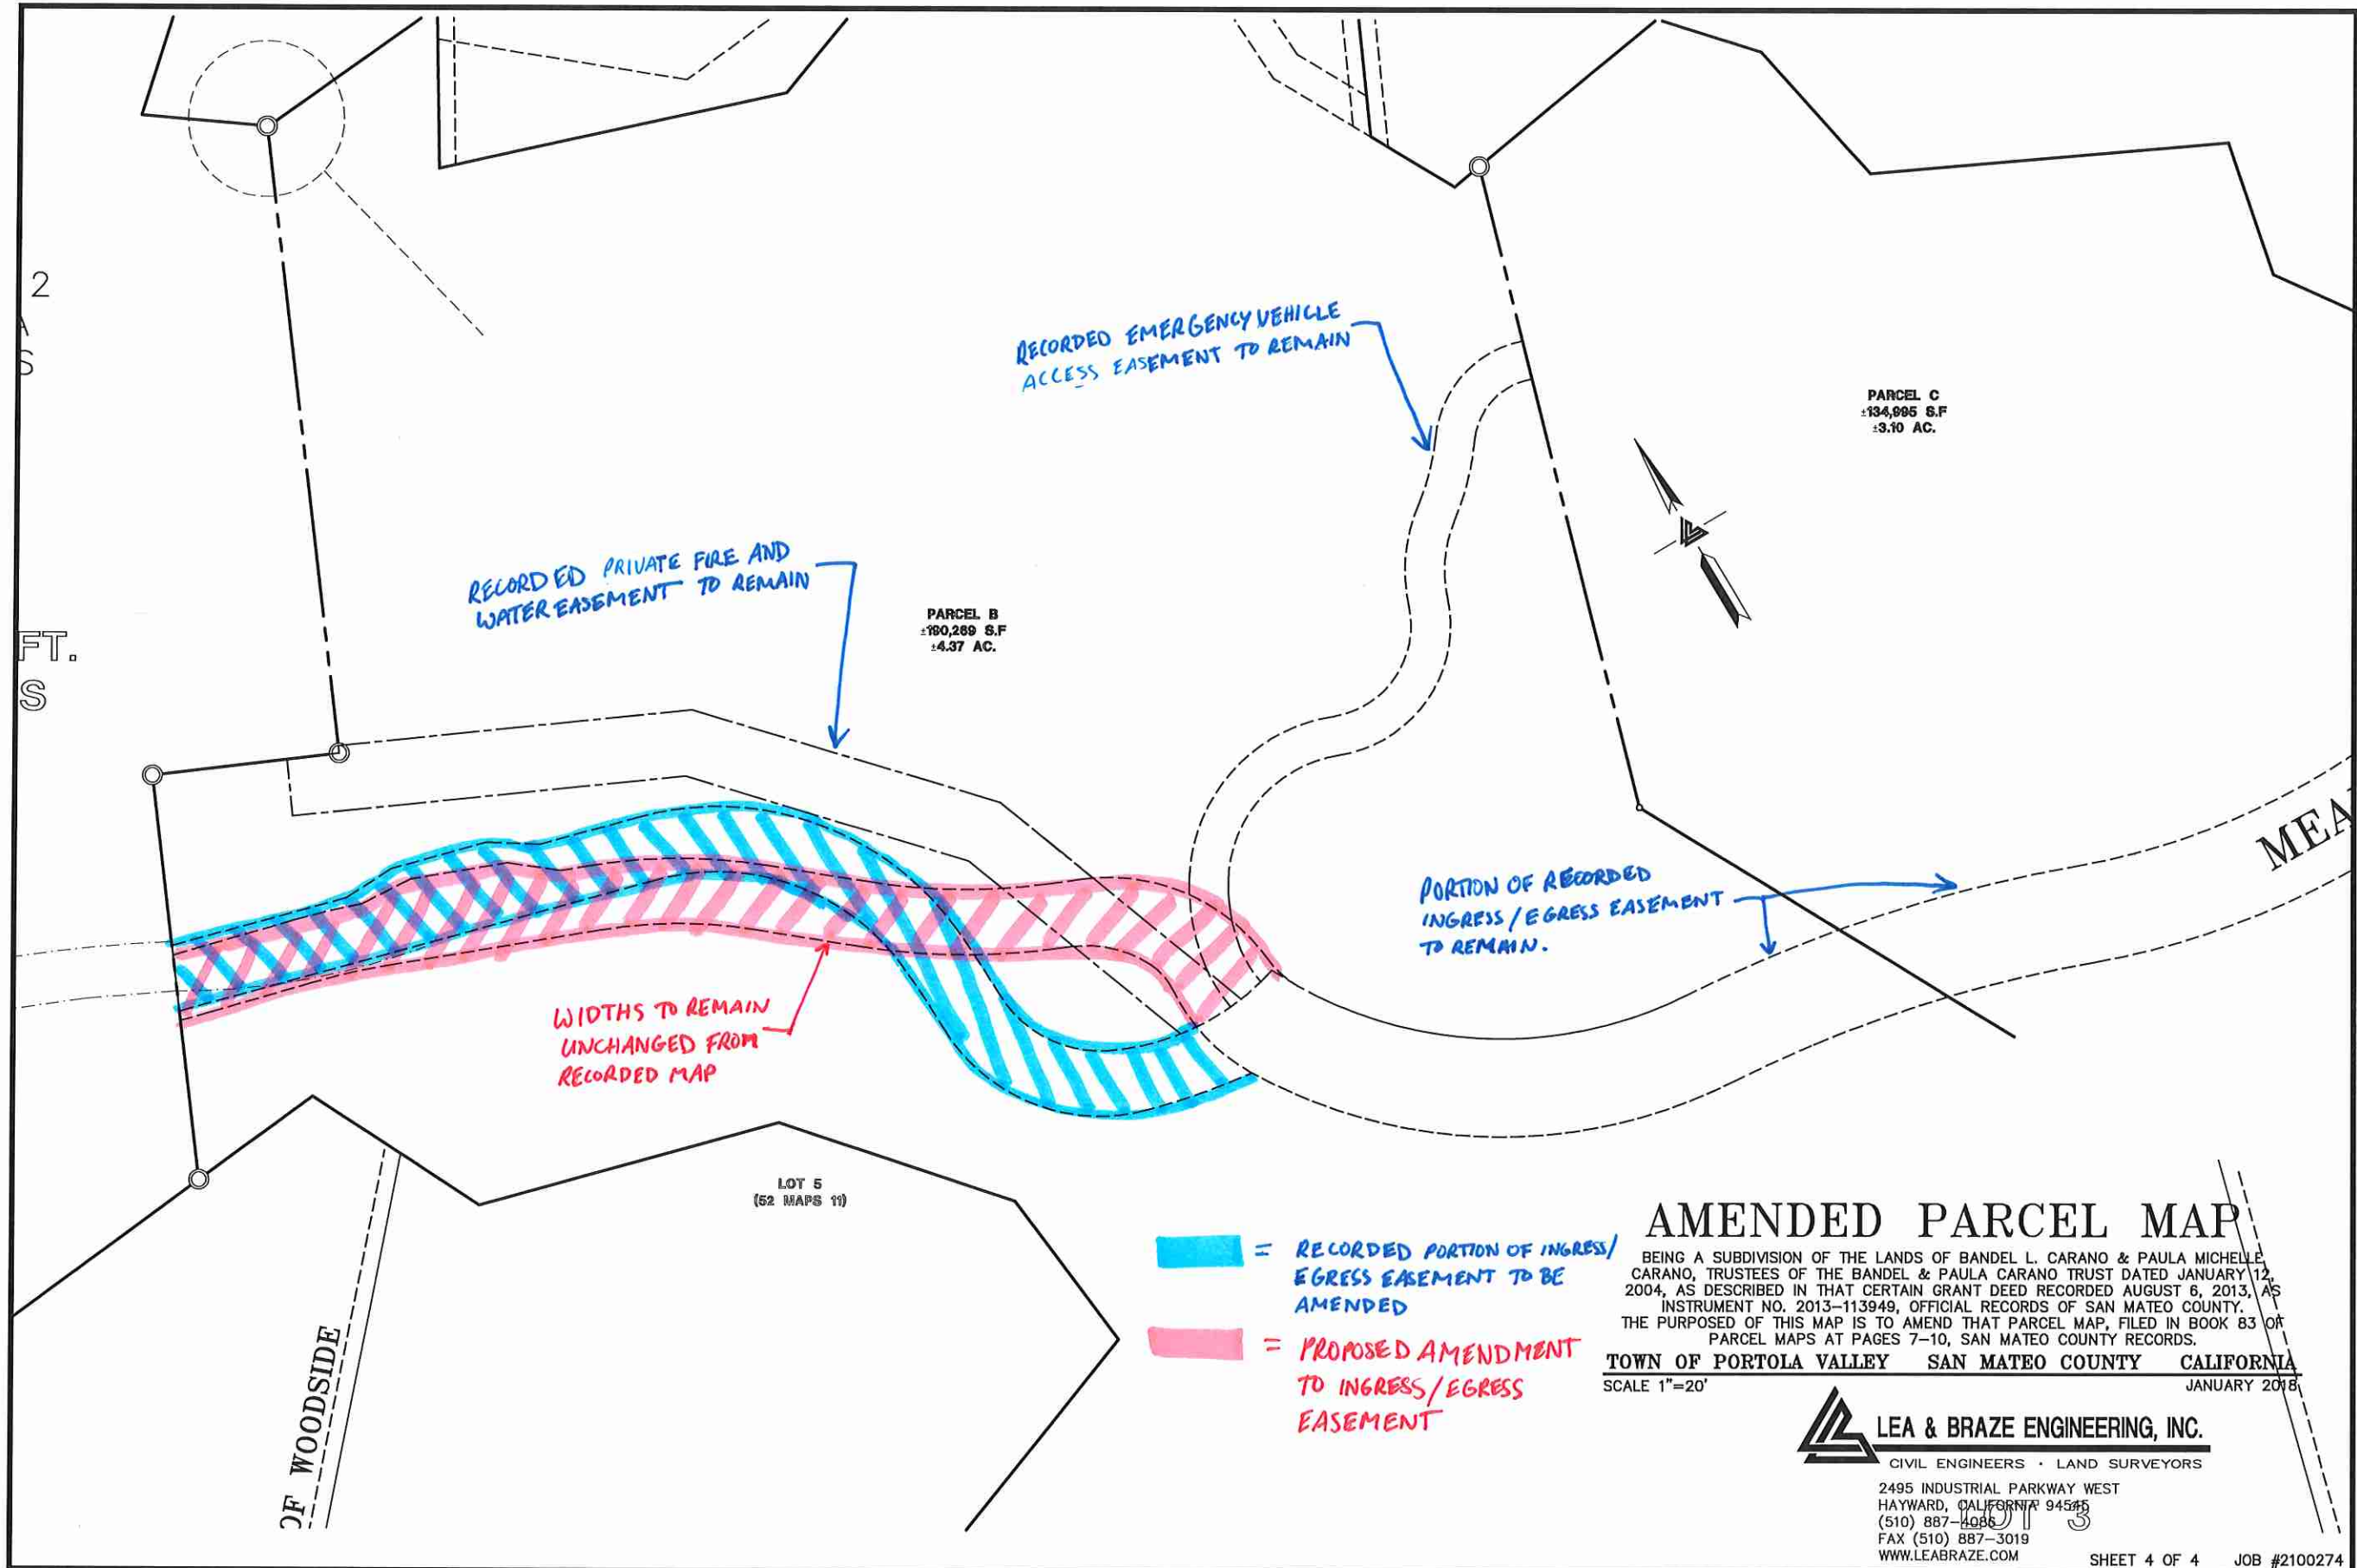 2
S
FT.
S
RECORDED EMERGENCY VEHICLE
ACCESS EASEMENT TO REMAIN
PARCEL C
±134,995 S.F
±3.10 AC.
RECORDED PRIVATE FIRE AND
WATER EASEMENT TO REMAIN
PARCEL B
±190,269 S.F
±4.37 AC.
MEA
PORTION OF RECORDED
INGRESS/EGRESS EASEMENT
TO REMAIN.
WIDTHS TO REMAIN
UNCHANGED FROM
RECORDED MAP
LOT 5
(52 MAPS 11)
OF WOODSIDE
= RECORDED PORTION OF INGRESS/
EGRESS EASEMENT TO BE
AMENDED
= PROPOSED AMENDMENT
TO INGRESS/EGRESS
EASEMENT
AMENDED PARCEL MAP
BEING A SUBDIVISION OF THE LANDS OF BANDEL L. CARANO & PAULA MICHELLE
CARANO, TRUSTEES OF THE BANDEL & PAULA CARANO TRUST DATED JANUARY 12,
2004, AS DESCRIBED IN THAT CERTAIN GRANT DEED RECORDED AUGUST 6, 2013, AS
INSTRUMENT NO. 2013-113949, OFFICIAL RECORDS OF SAN MATEO COUNTY.
THE PURPOSED OF THIS MAP IS TO AMEND THAT PARCEL MAP, FILED IN BOOK 83 OF
PARCEL MAPS AT PAGES 7-10, SAN MATEO COUNTY RECORDS.
TOWN OF PORTOLA VALLEY SAN MATEO COUNTY CALIFORNIA
SCALE 1"=20' JANUARY 2018
LEA & BRAZE ENGINEERING, INC.
CIVIL ENGINEERS · LAND SURVEYORS
2495 INDUSTRIAL PARKWAY WEST
HAYWARD, CALIFORNIA 94545
(510) 887-4086
LOT 3
FAX (510) 887-3019
WWW.LEABRAZE.COM
SHEET 4 OF 4 JOB #2100274